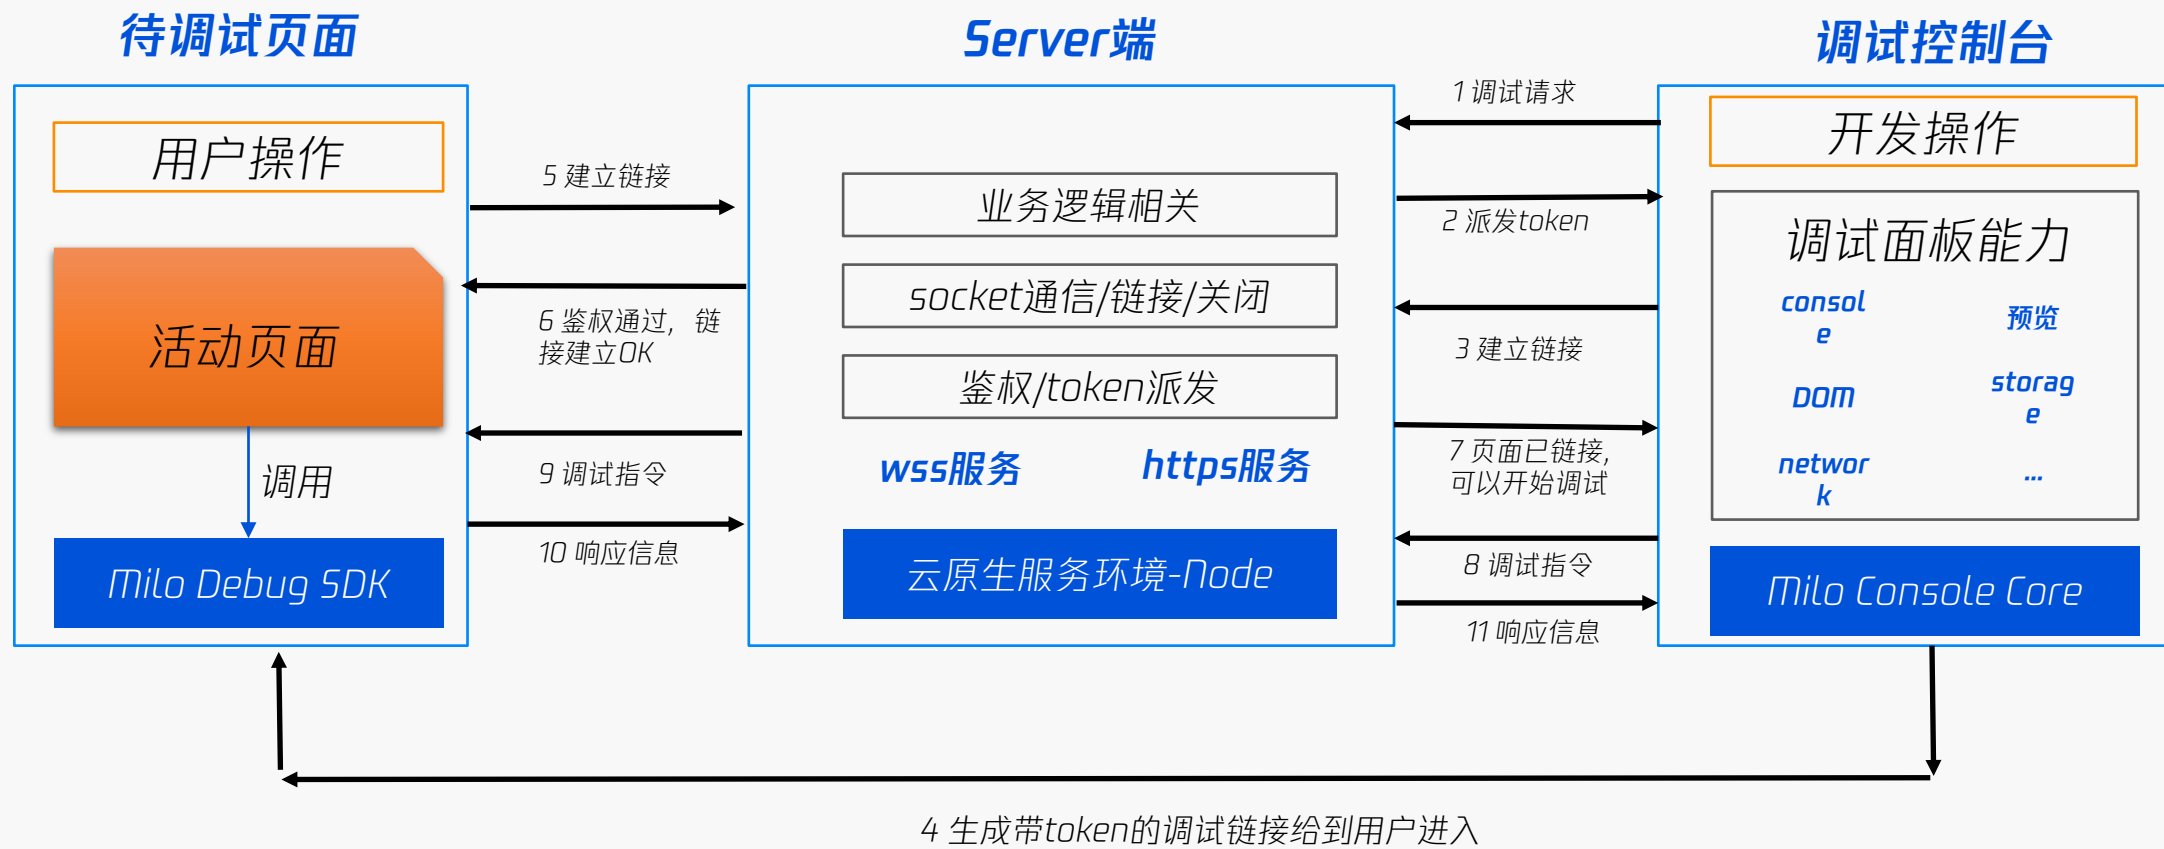 待调试页面
Server端
调试控制台
用户操作
活动页面
调用
Milo Debug SDK
5 建立链接
6 鉴权通过, 链
接建立OK
9 调试指令
10 响应信息
业务逻辑相关
socket通信/链接/关闭
鉴权/token派发
wss服务
https服务
云原生服务环境-Node
1 调试请求
2 派发token
3 建立链接
7 页面已链接,
可以开始调试
8 调试指令
11 响应信息
开发操作
调试面板能力
consol
e
预览
DOM
storag
e
networ
k
...
Milo Console Core
4 生成带token的调试链接给到用户进入